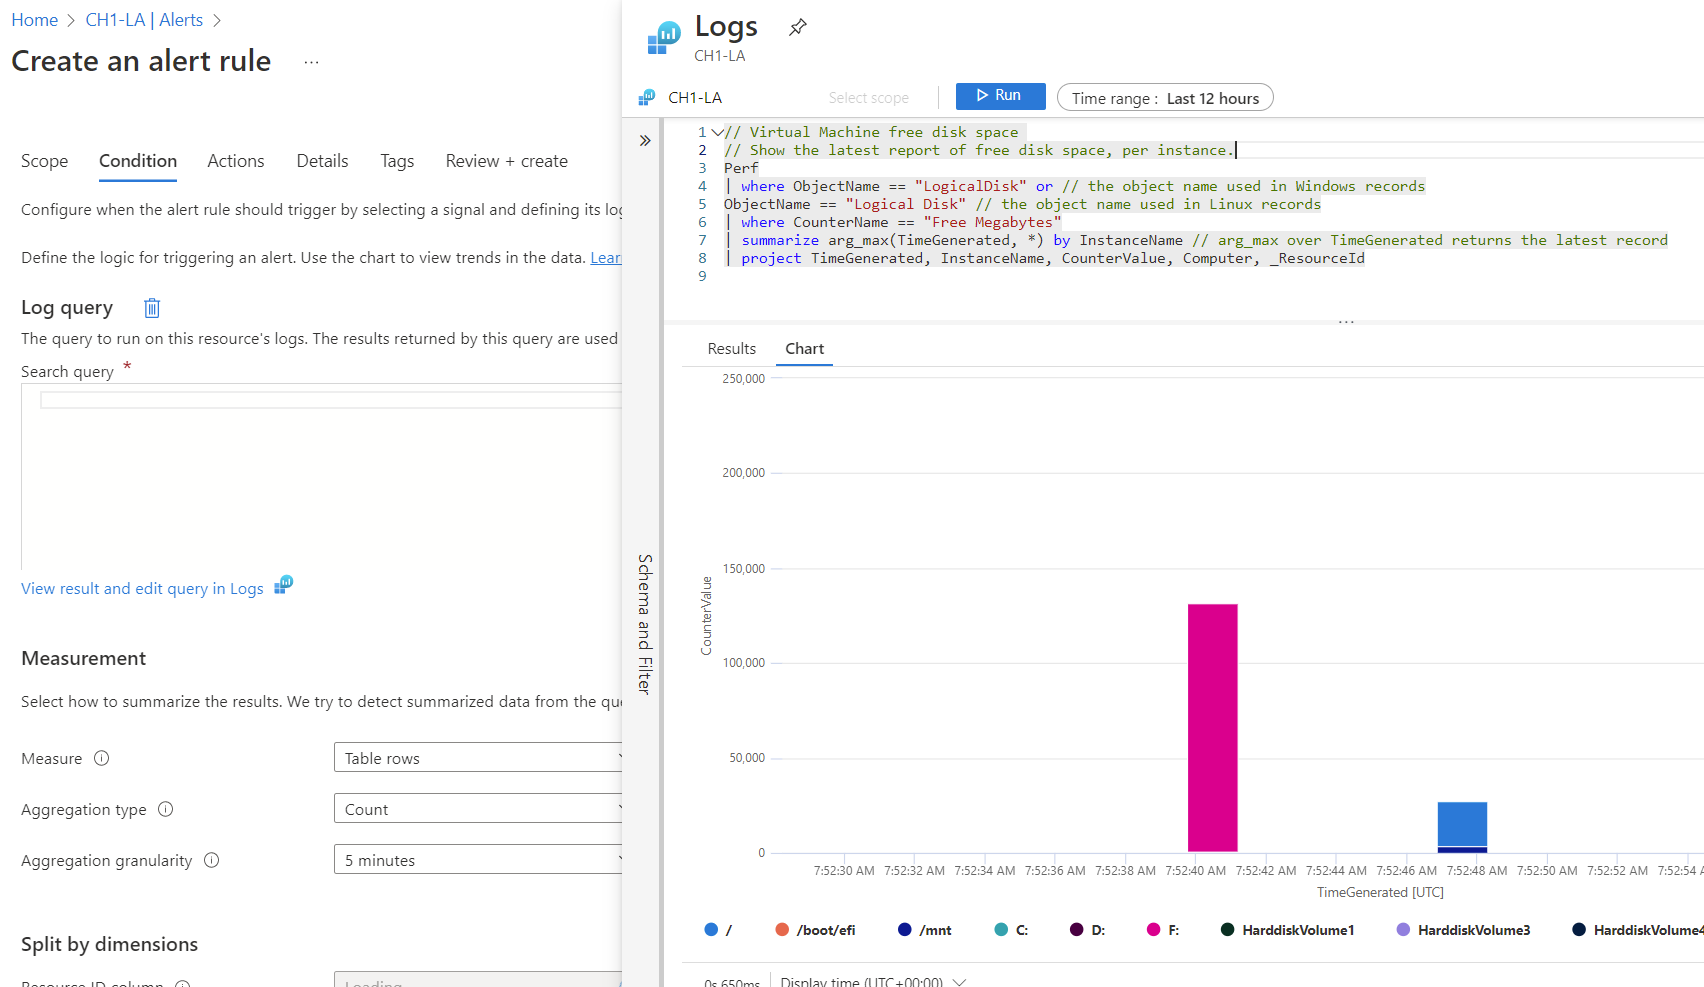 Home > CH1-LA | Alerts >
Create an alert rule ...
Scope Condition Actions Details Tags Review + create
Configure when the alert rule should trigger by selecting a signal and defining its log
Define the logic for triggering an alert. Use the chart to view trends in the data. Lear
Log query
The query to run on this resource's logs. The results returned by this query are used
Search query *
View result and edit query in Logs
Measurement
Select how to summarize the results. We try to detect summarized data from the que
Measure Table rows
Aggregation type Count
Aggregation granularity 5 minutes
Split by dimensions
Resource ID column Loading
Logs
CH1-LA
CH1-LA Select scope Run Time range : Last 12 hours
Schema and Filter
1 // Virtual Machine free disk space
2 // Show the latest report of free disk space, per instance.
3 Perf
4 | where ObjectName == "LogicalDisk" or // the object name used in Windows records
5 ObjectName == "Logical Disk" // the object name used in Linux records
6 | where CounterName == "Free Megabytes"
7 | summarize arg_max(TimeGenerated, *) by InstanceName // arg_max over TimeGenerated returns the latest record
8 | project TimeGenerated, InstanceName, CounterValue, Computer, _ResourceId
9
...
Results Chart
250,000
200,000
150,000
100,000
50,000
0
CounterValue
7:52:30 AM 7:52:32 AM 7:52:34 AM 7:52:36 AM 7:52:38 AM 7:52:40 AM 7:52:42 AM 7:52:44 AM 7:52:46 AM 7:52:48 AM 7:52:50 AM 7:52:52 AM 7:52:54 A
TimeGenerated [UTC]
/ /boot/efi /mnt C: D: F: HarddiskVolume1 HarddiskVolume3 HarddiskVolume4
0s 650ms Display time (UTC+00:00)